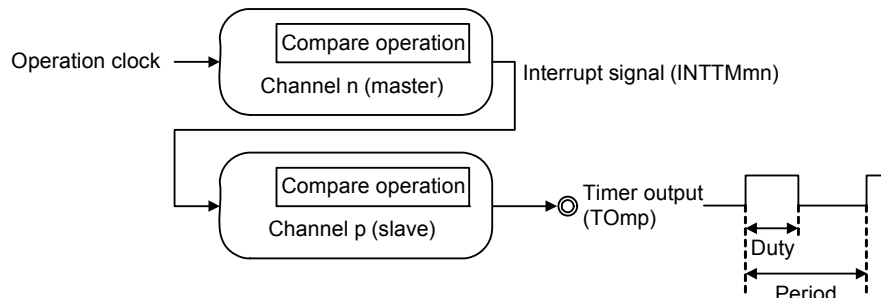 Compare operation
Operation clock
Channel n (master)
Interrupt signal (INTTMmn)
Compare operation
Channel p (slave)
Timer output
(TOmp)
Duty
Period